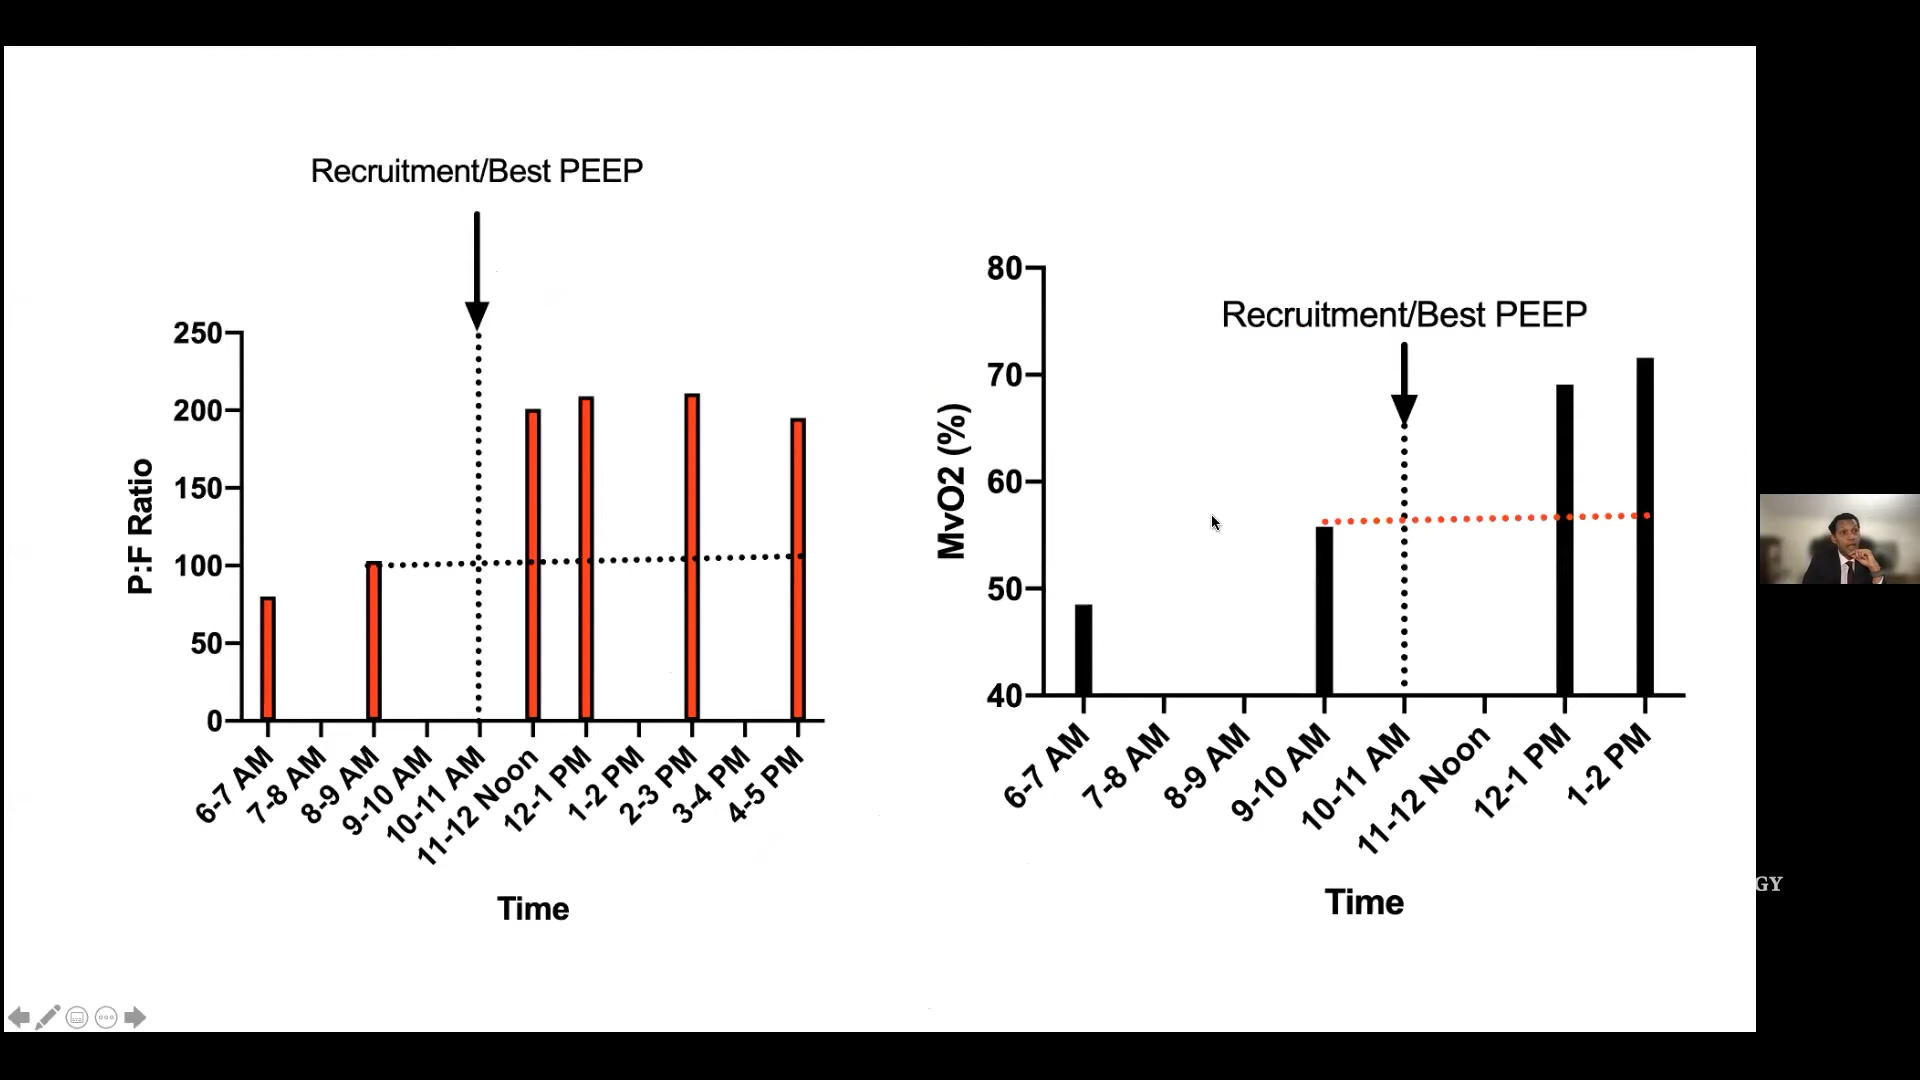 Recruitment/Best PEEP
250
200
150
100
50
0
P:F Ratio
6-7 AM
7-8 AM
8-9 AM
9-10 AM
10-11 AM
11-12 Noon
12-1 PM
1-2 PM
2-3 PM
3-4 PM
4-5 PM
Time
Recruitment/Best PEEP
80
70
60
50
40
MvO2 (%)
6-7 AM
7-8 AM
8-9 AM
9-10 AM
10-11 AM
11-12 Noon
12-1 PM
1-2 PM
Time
GY